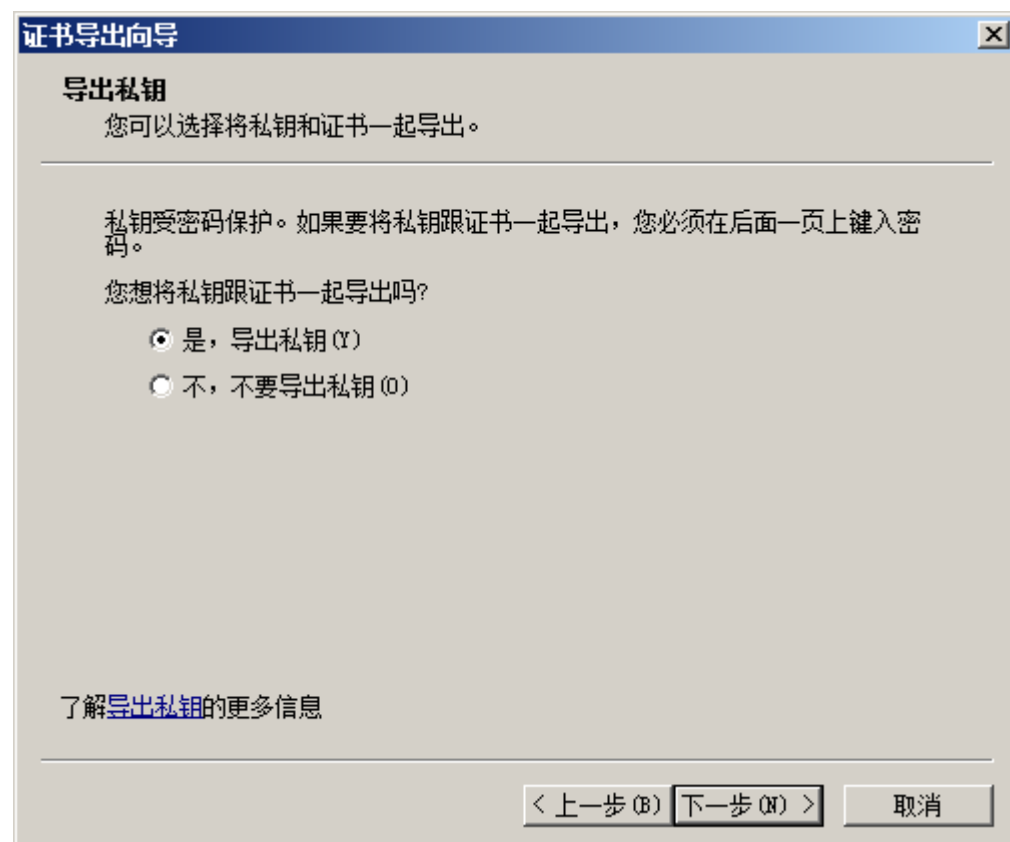 证书导出向导
导出私钥
您可以选择将私钥和证书一起导出。
私钥受密码保护。如果要将私钥跟证书一起导出，您必须在后面一页上键入密
码。
您想将私钥跟证书一起导出吗?
是，导出私钥(Y)
不，不要导出私钥(O)
了解导出私钥的更多信息
< 上一步(B) 下一步(N) > 取消